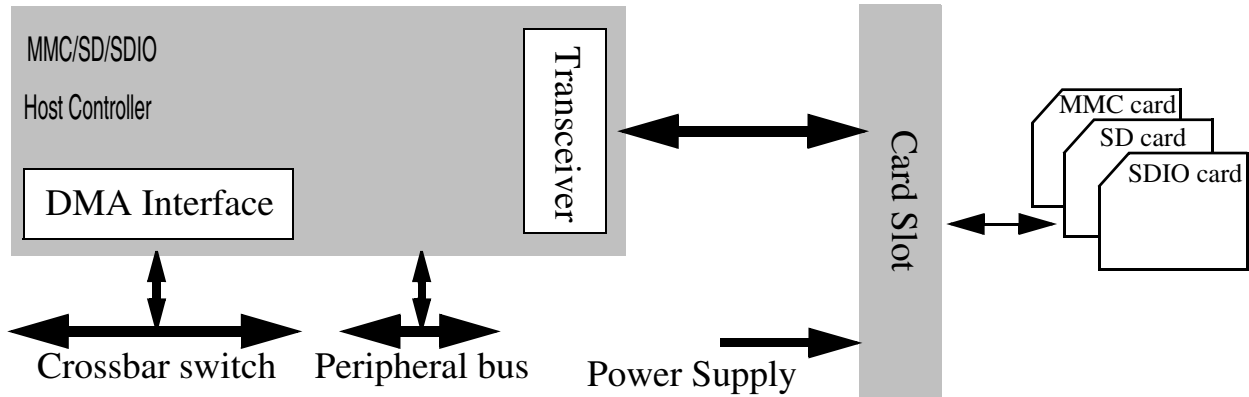 MMC/SD/SDIO
Host Controller
Transceiver
DMA Interface
Crossbar switch
Peripheral bus
Power Supply
Card Slot
MMC card
SD card
SDIO card